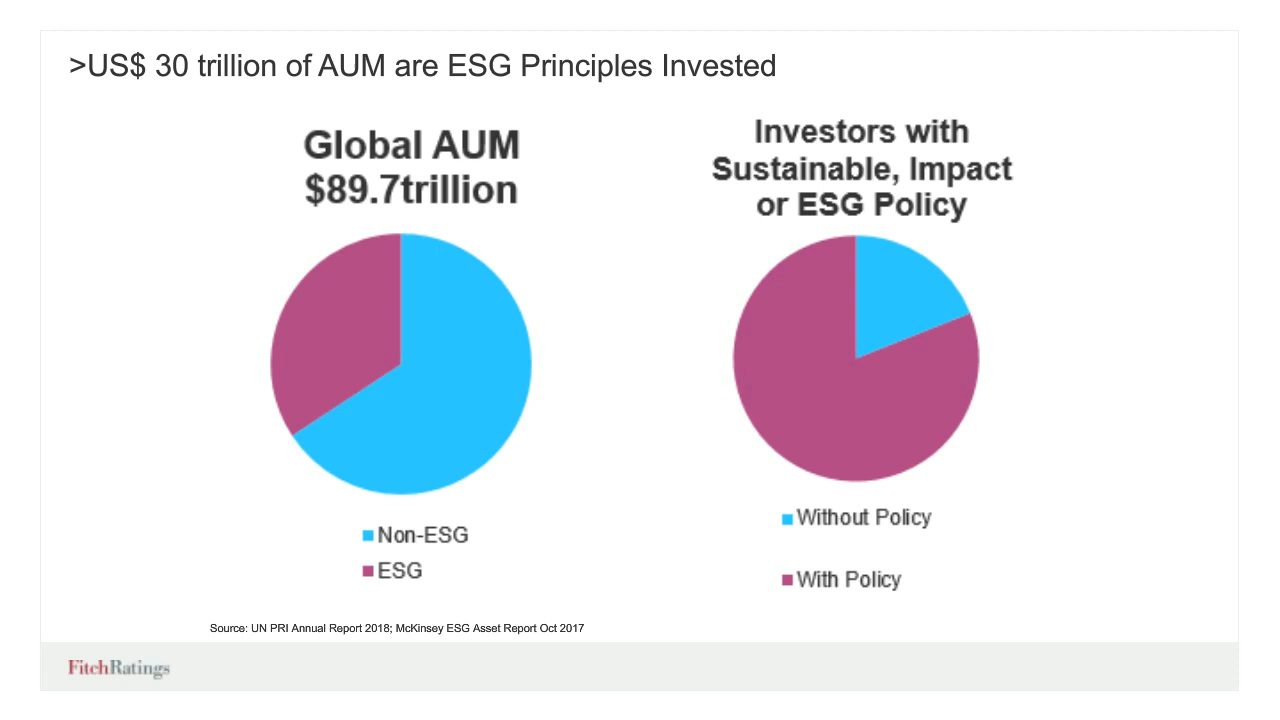 >US$ 30 trillion of AUM are ESG Principles Invested
Global AUM
$89.7trillion
Non-ESG
ESG
Investors with
Sustainable, Impact
or ESG Policy
Without Policy
With Policy
Source: UN PRI Annual Report 2018; McKinsey ESG Asset Report Oct 2017
FitchRatings